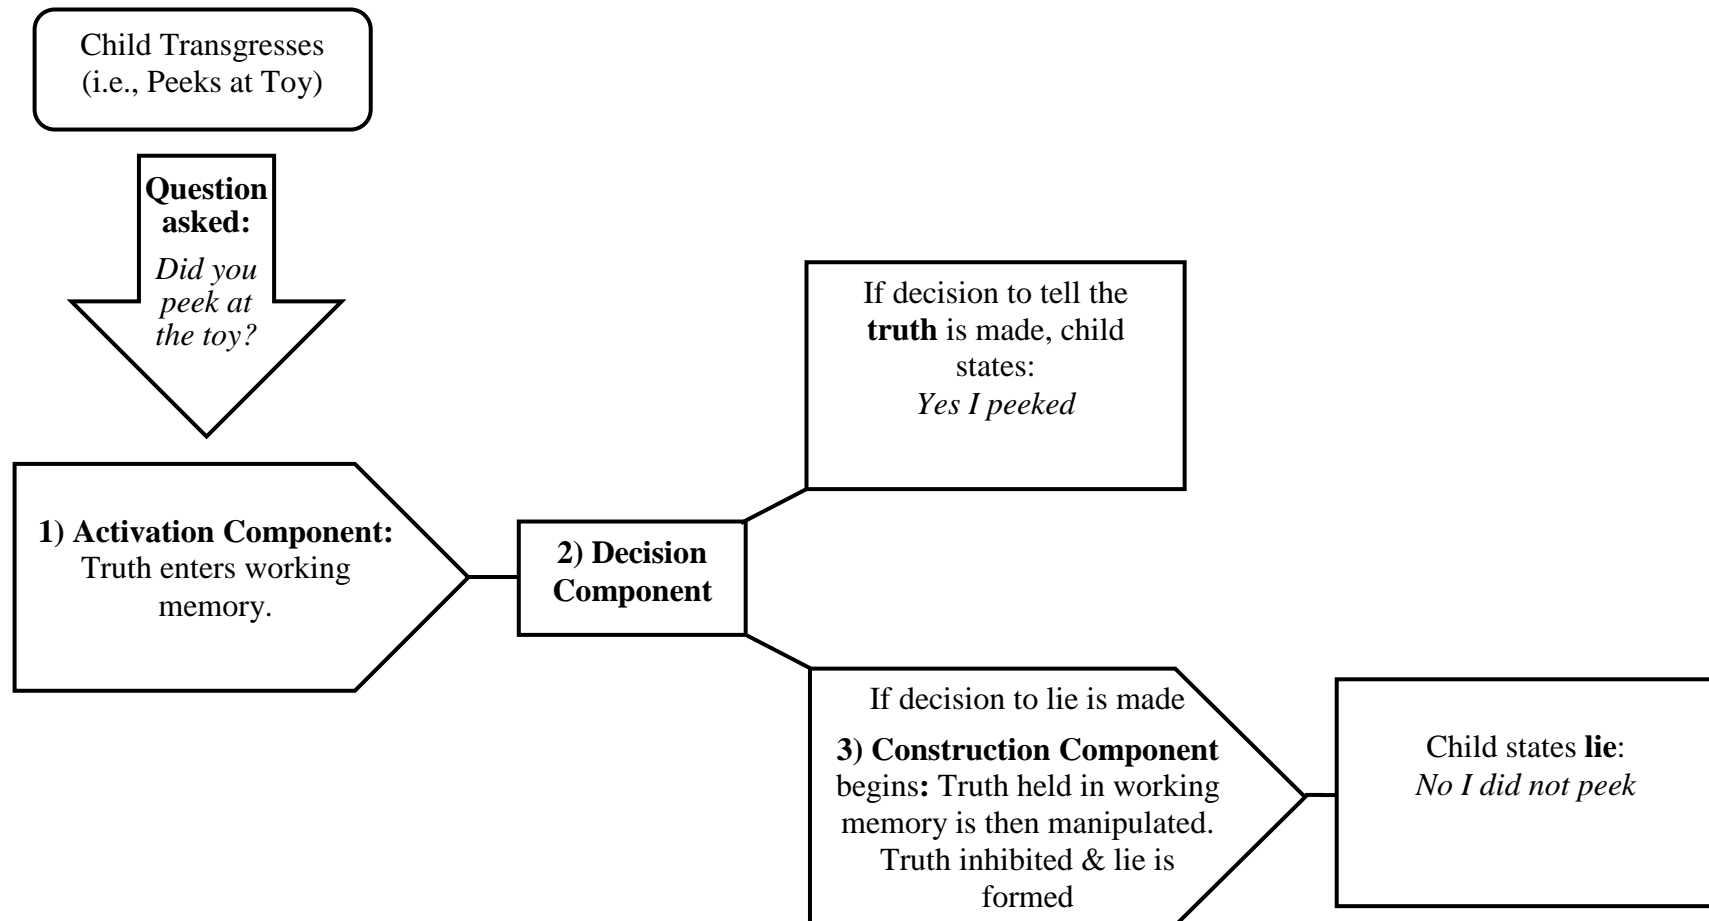 Child Transgresses
(i.e., Peeks at Toy)
Question
asked:
Did you
peek at
the toy?
1) Activation Component:
Truth enters working
memory.
2) Decision
Component
If decision to tell the
truth is made, child
states:
Yes I peeked
If decision to lie is made
3) Construction Component
begins: Truth held in working
memory is then manipulated.
Truth inhibited & lie is
formed
Child states lie:
No I did not peek